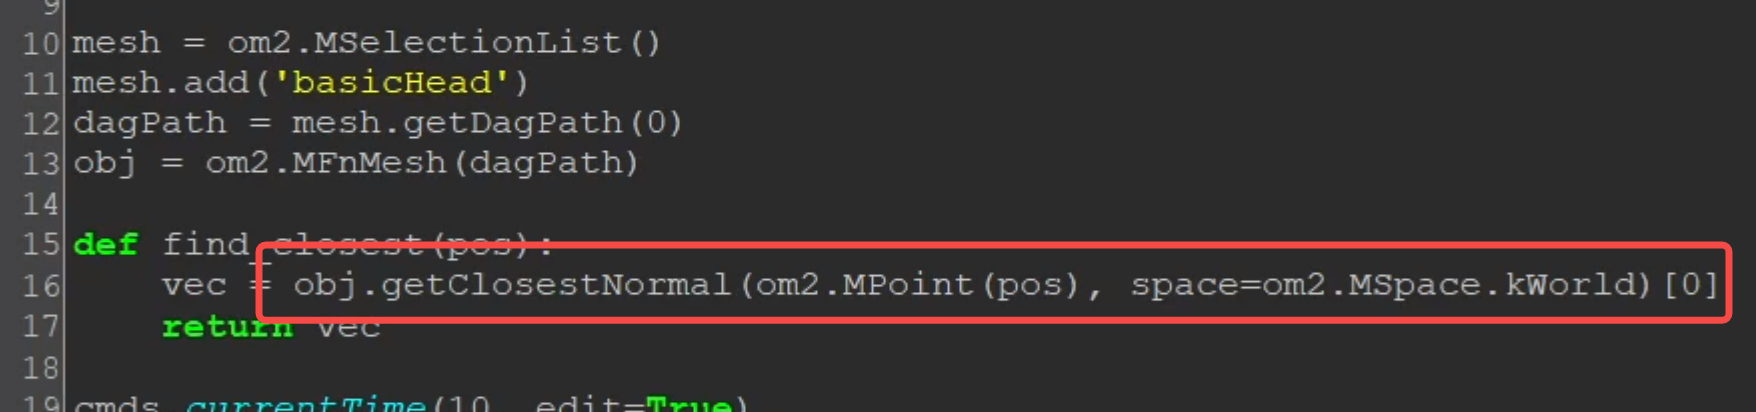 9
10 mesh = om2.MSelectionList()
11 mesh.add('basicHead')
12 dagPath = mesh.getDagPath(0)
13 obj = om2.MFnMesh(dagPath)
14
15 def find_closest(pos):
16     vec = obj.getClosestNormal(om2.MPoint(pos), space=om2.MSpace.kWorld)[0]
17     return vec
18
19 cmds.currentTime(10, edit=True)